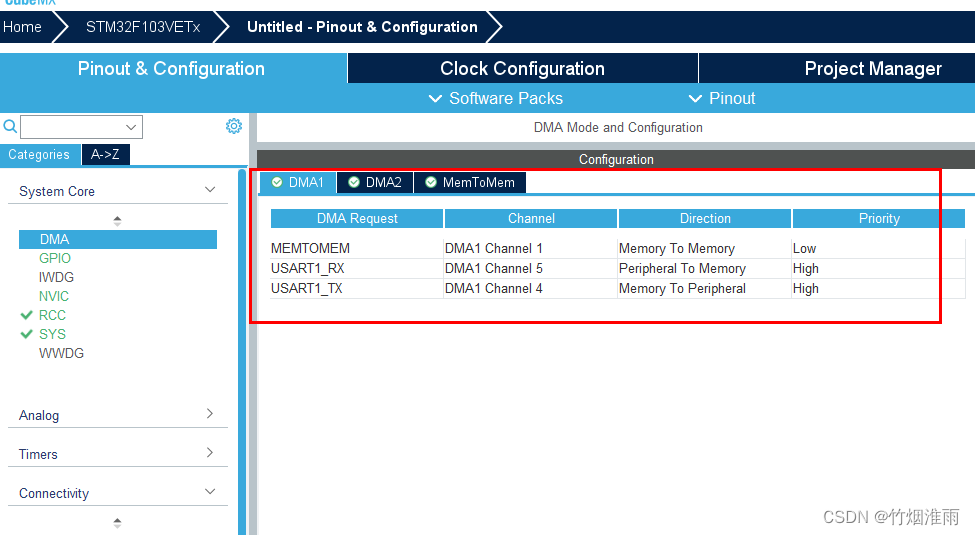 CubeMX
Home STM32F103VETx Untitled - Pinout & Configuration
Pinout & Configuration Clock Configuration Project Manager
Software Packs Pinout
DMA Mode and Configuration
Categories A->Z
Configuration
System Core
DMA
GPIO
IWDG
NVIC
RCC
SYS
WWDG
Analog
Timers
Connectivity
DMA1 DMA2 MemToMem
DMA Request Channel Direction Priority
MEMTOMEM DMA1 Channel 1 Memory To Memory Low
USART1_RX DMA1 Channel 5 Peripheral To Memory High
USART1_TX DMA1 Channel 4 Memory To Peripheral High
CSDN @竹烟淮雨